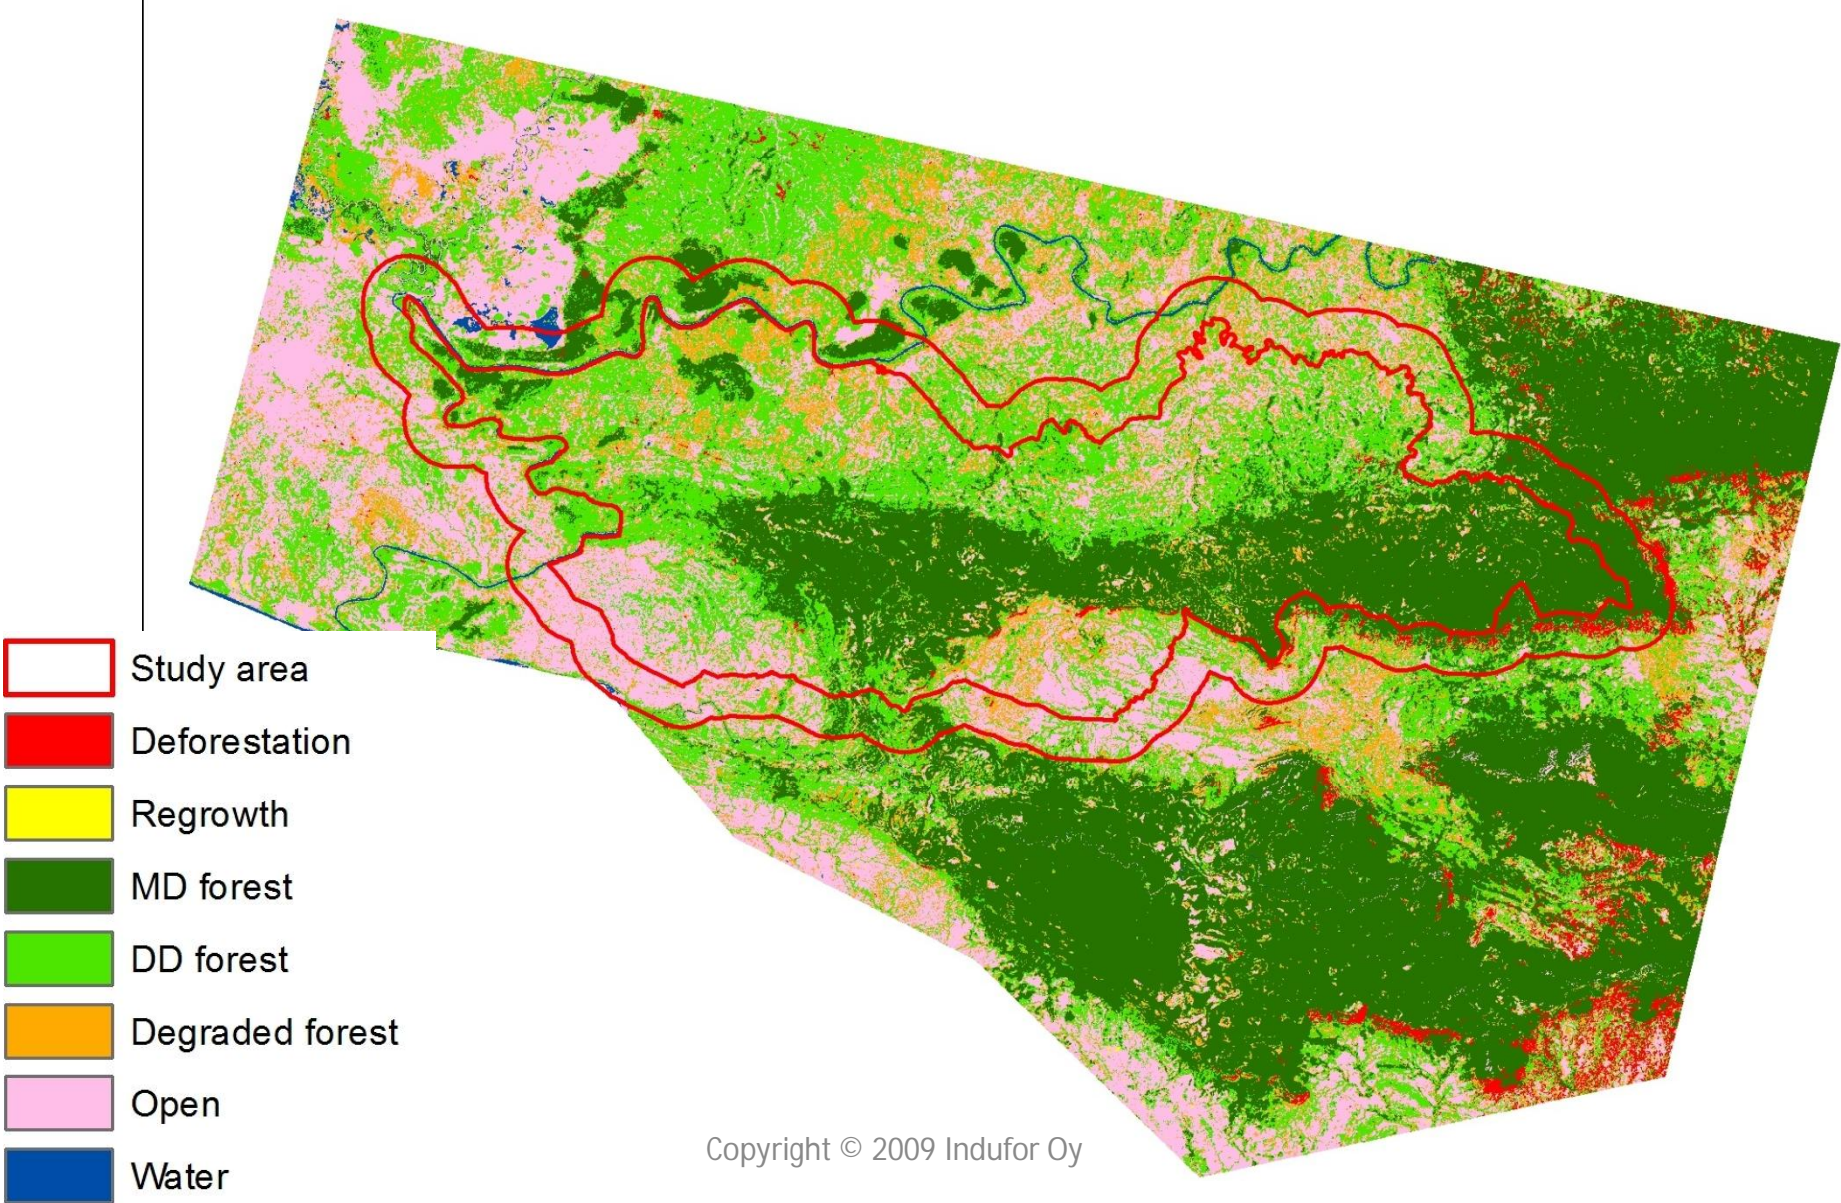 Study area
Deforestation
Regrowth
MD forest
DD forest
Degraded forest
Open
Water
Copyright © 2009 Indufor Oy